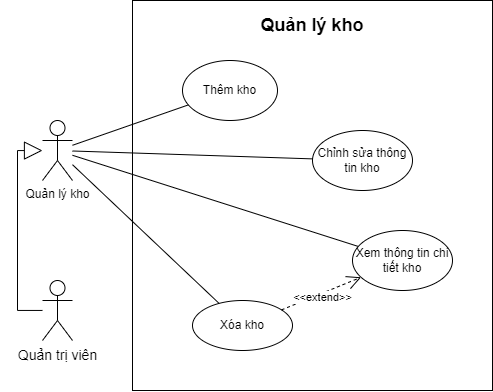 Quản lý kho
Thêm kho
Chỉnh sửa thông
tin kho
Quản lý kho
Xem thông tin chi
tiết kho
<<extend>>
Xóa kho
Quản trị viên